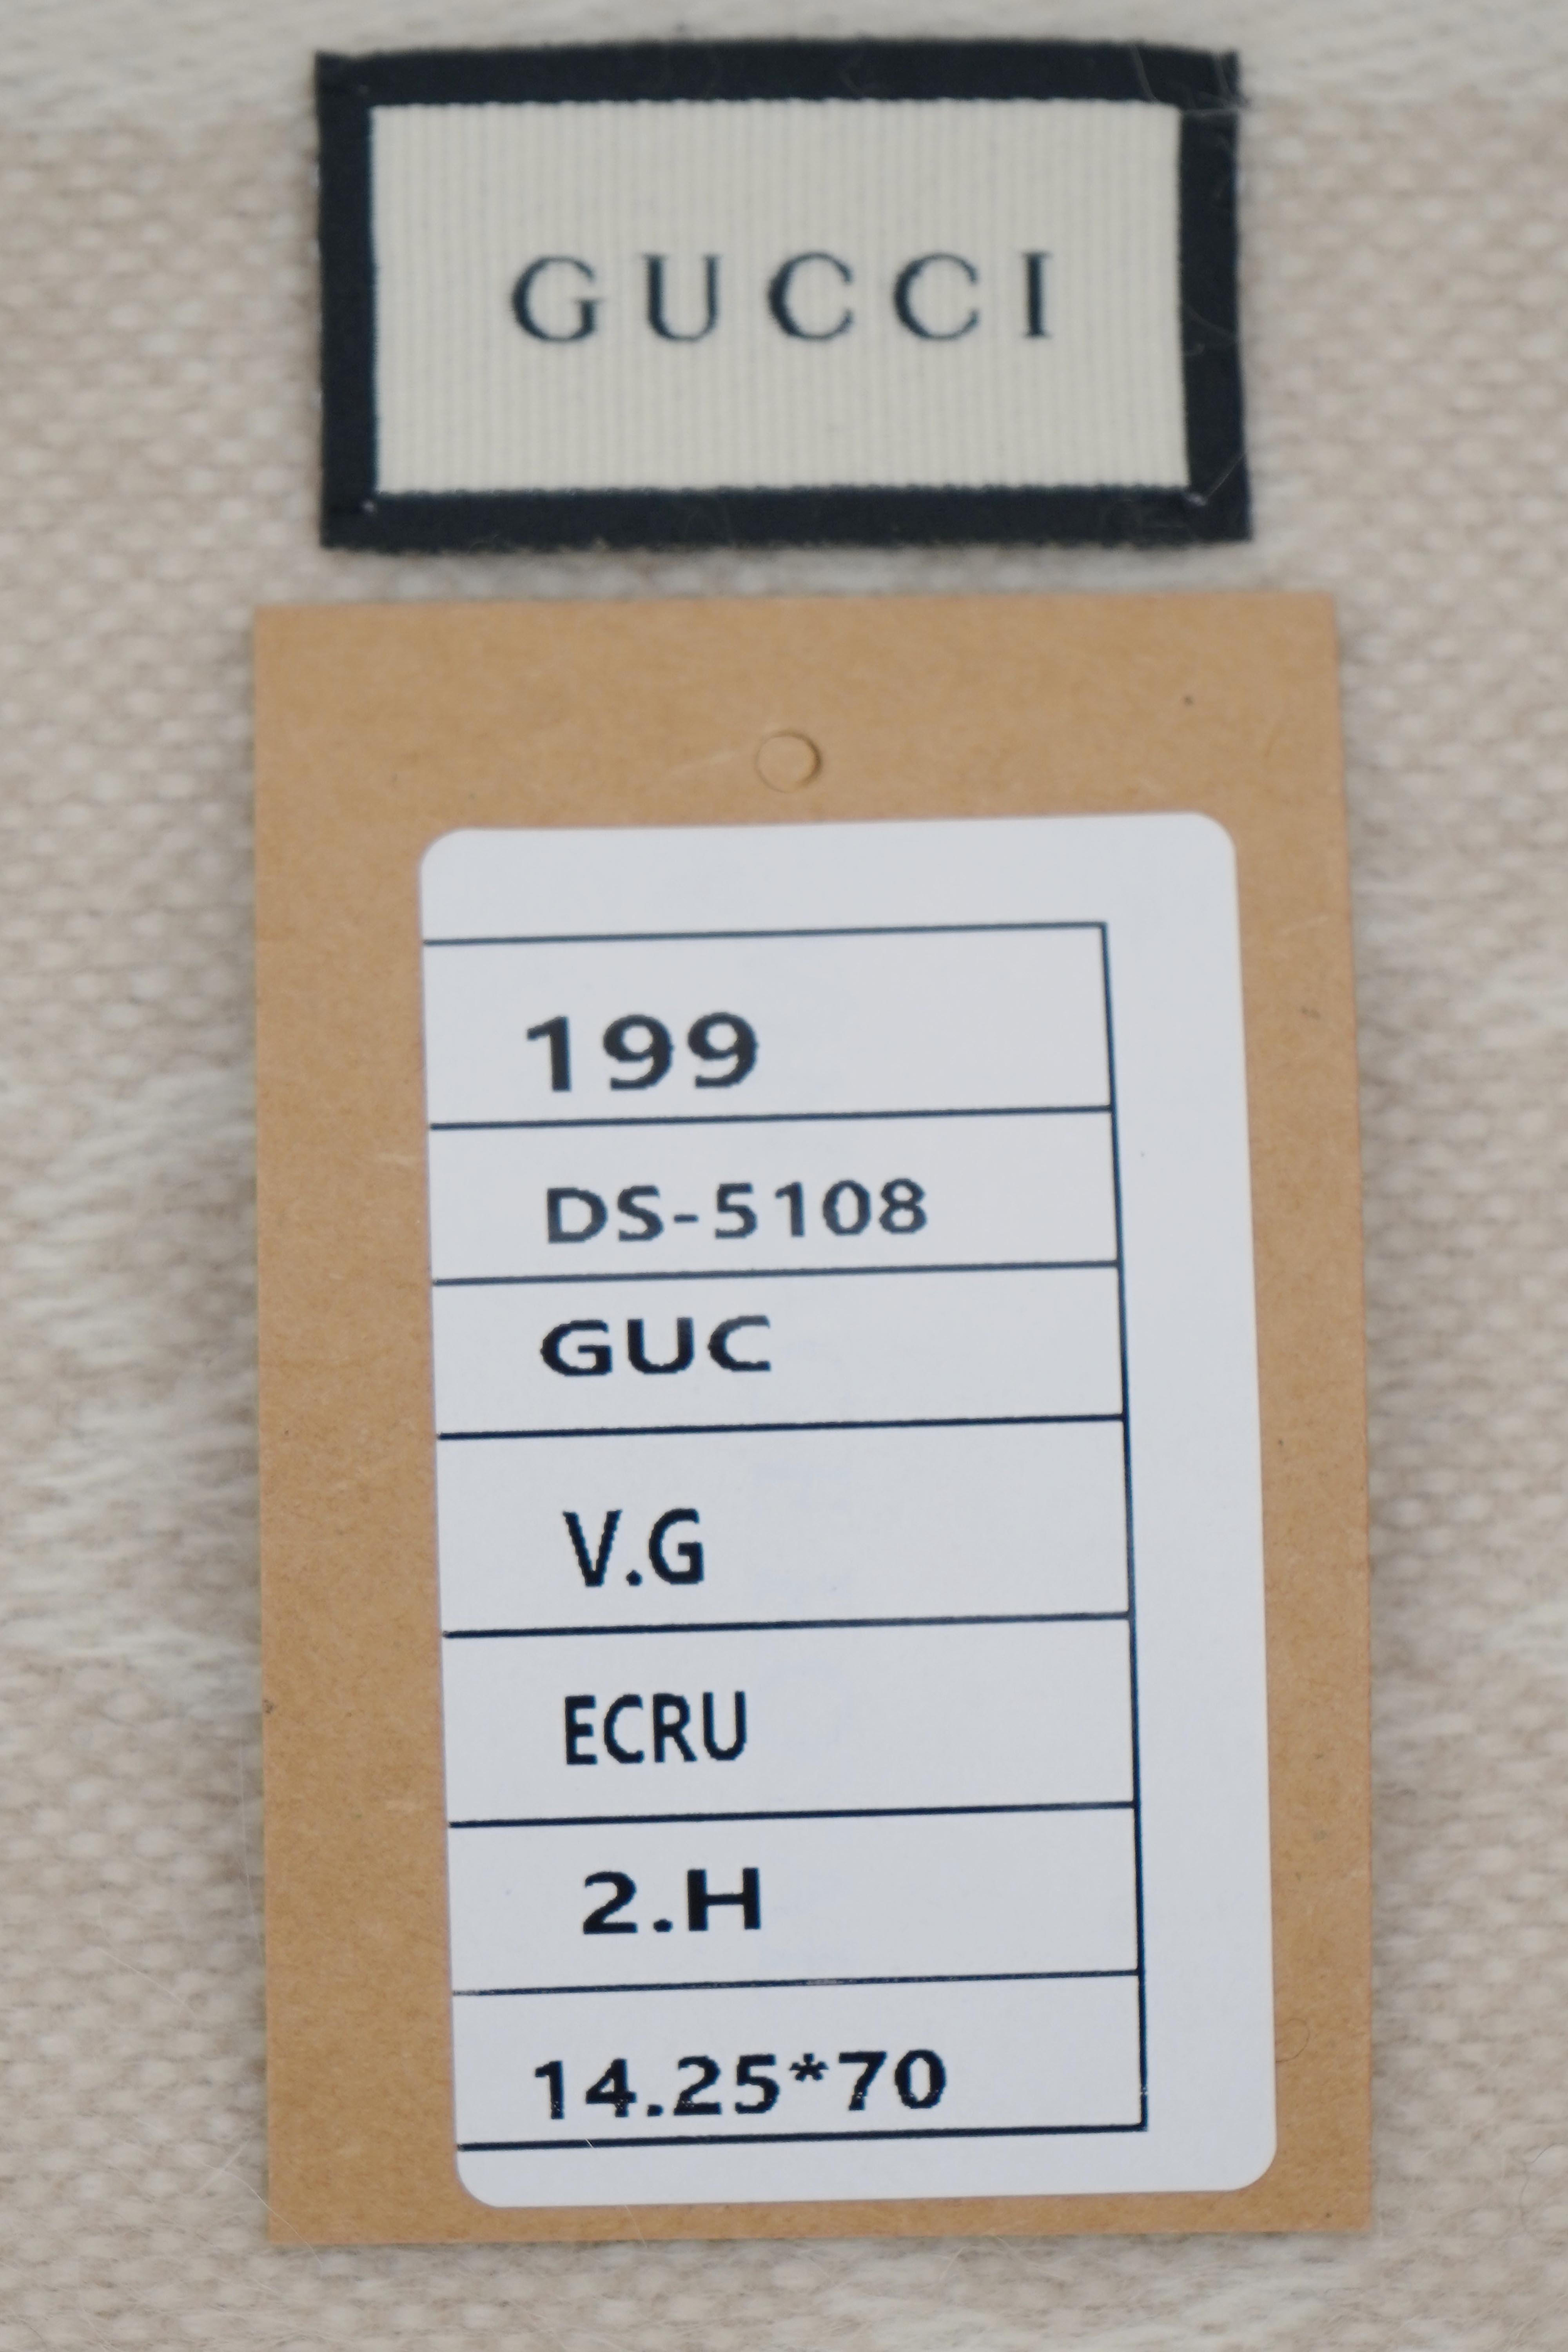 GUCCI
199
DS-5108
GUC
V.G
ECRU
2.H
14.25*70